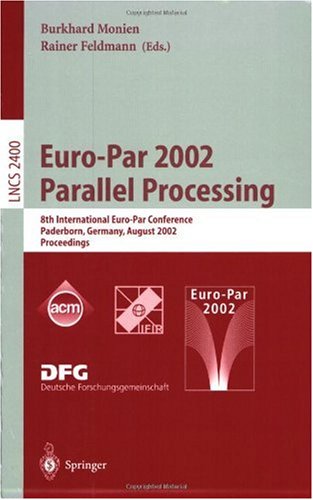 Burkhard Monien
Rainer Feldmann (Eds.)
LNCS 2400
Euro-Par 2002
Parallel Processing
8th International Euro-Par Conference
Paderborn, Germany, August 2002
Proceedings
acm
IFIP
Euro-Par
2002
DFG
Deutsche Forschungsgemeinschaft
Springer